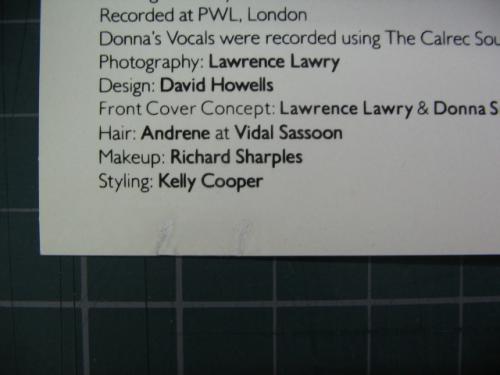 Recorded at PWL, London
Donna's Vocals were recorded using The Calrec
Photography: Lawrence Lawry
Design: David Howells
Front Cover Concept: Lawrence Lawry & Donna
Hair: Andrene at Vidal Sassoon
Makeup: Richard Sharples
Styling: Kelly Cooper